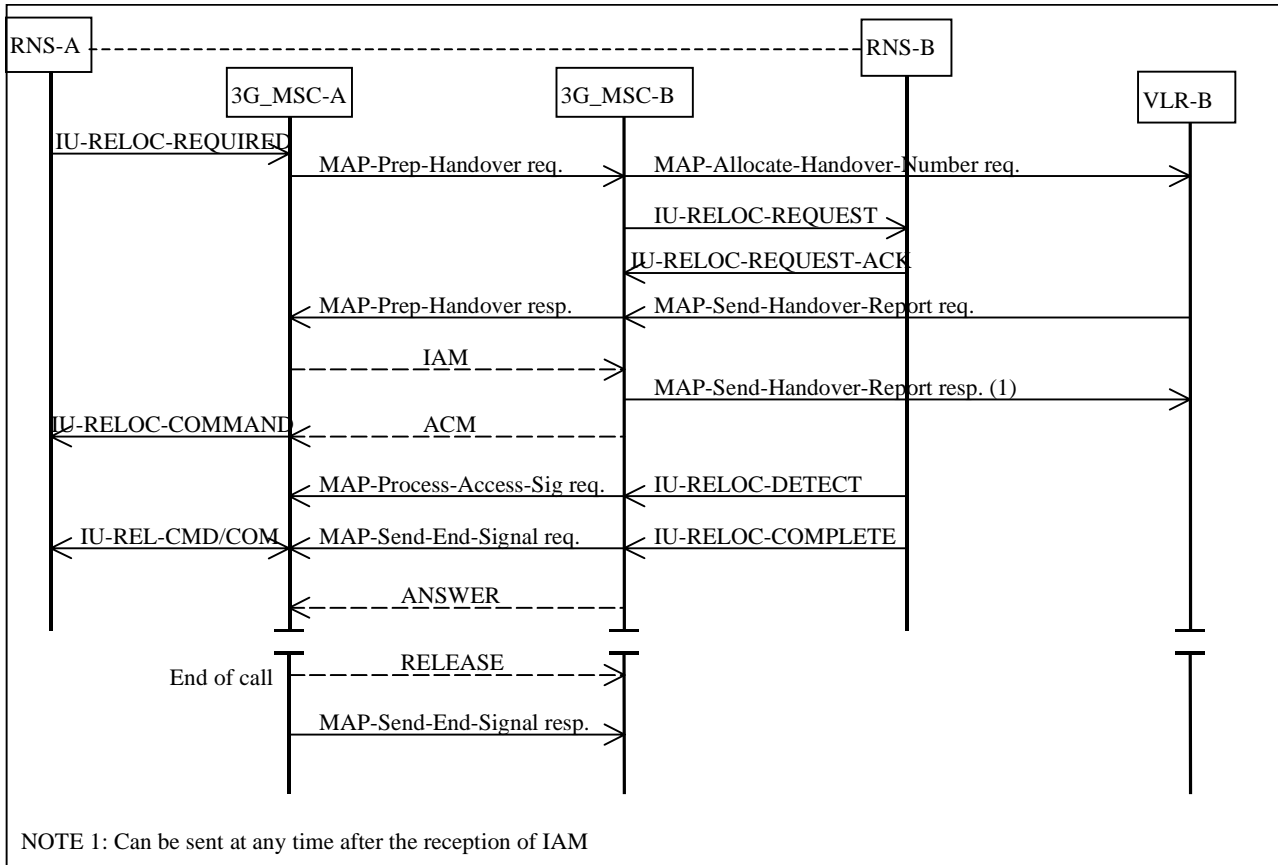 RNS-A
RNS-B
3G_MSC-A
3G_MSC-B
VLR-B
IU-RELOC-REQUIRED
MAP-Prep-Handover req.
MAP-Allocate-Handover-Number req.
IU-RELOC-REQUEST
IU-RELOC-REQUEST-ACK
MAP-Prep-Handover resp.
MAP-Send-Handover-Report req.
IAM
MAP-Send-Handover-Report resp. (1)
IU-RELOC-COMMAND
ACM
MAP-Process-Access-Sig req.
IU-RELOC-DETECT
IU-REL-CMD/COM
MAP-Send-End-Signal req.
IU-RELOC-COMPLETE
ANSWER
RELEASE
End of call
MAP-Send-End-Signal resp.
NOTE 1: Can be sent at any time after the reception of IAM